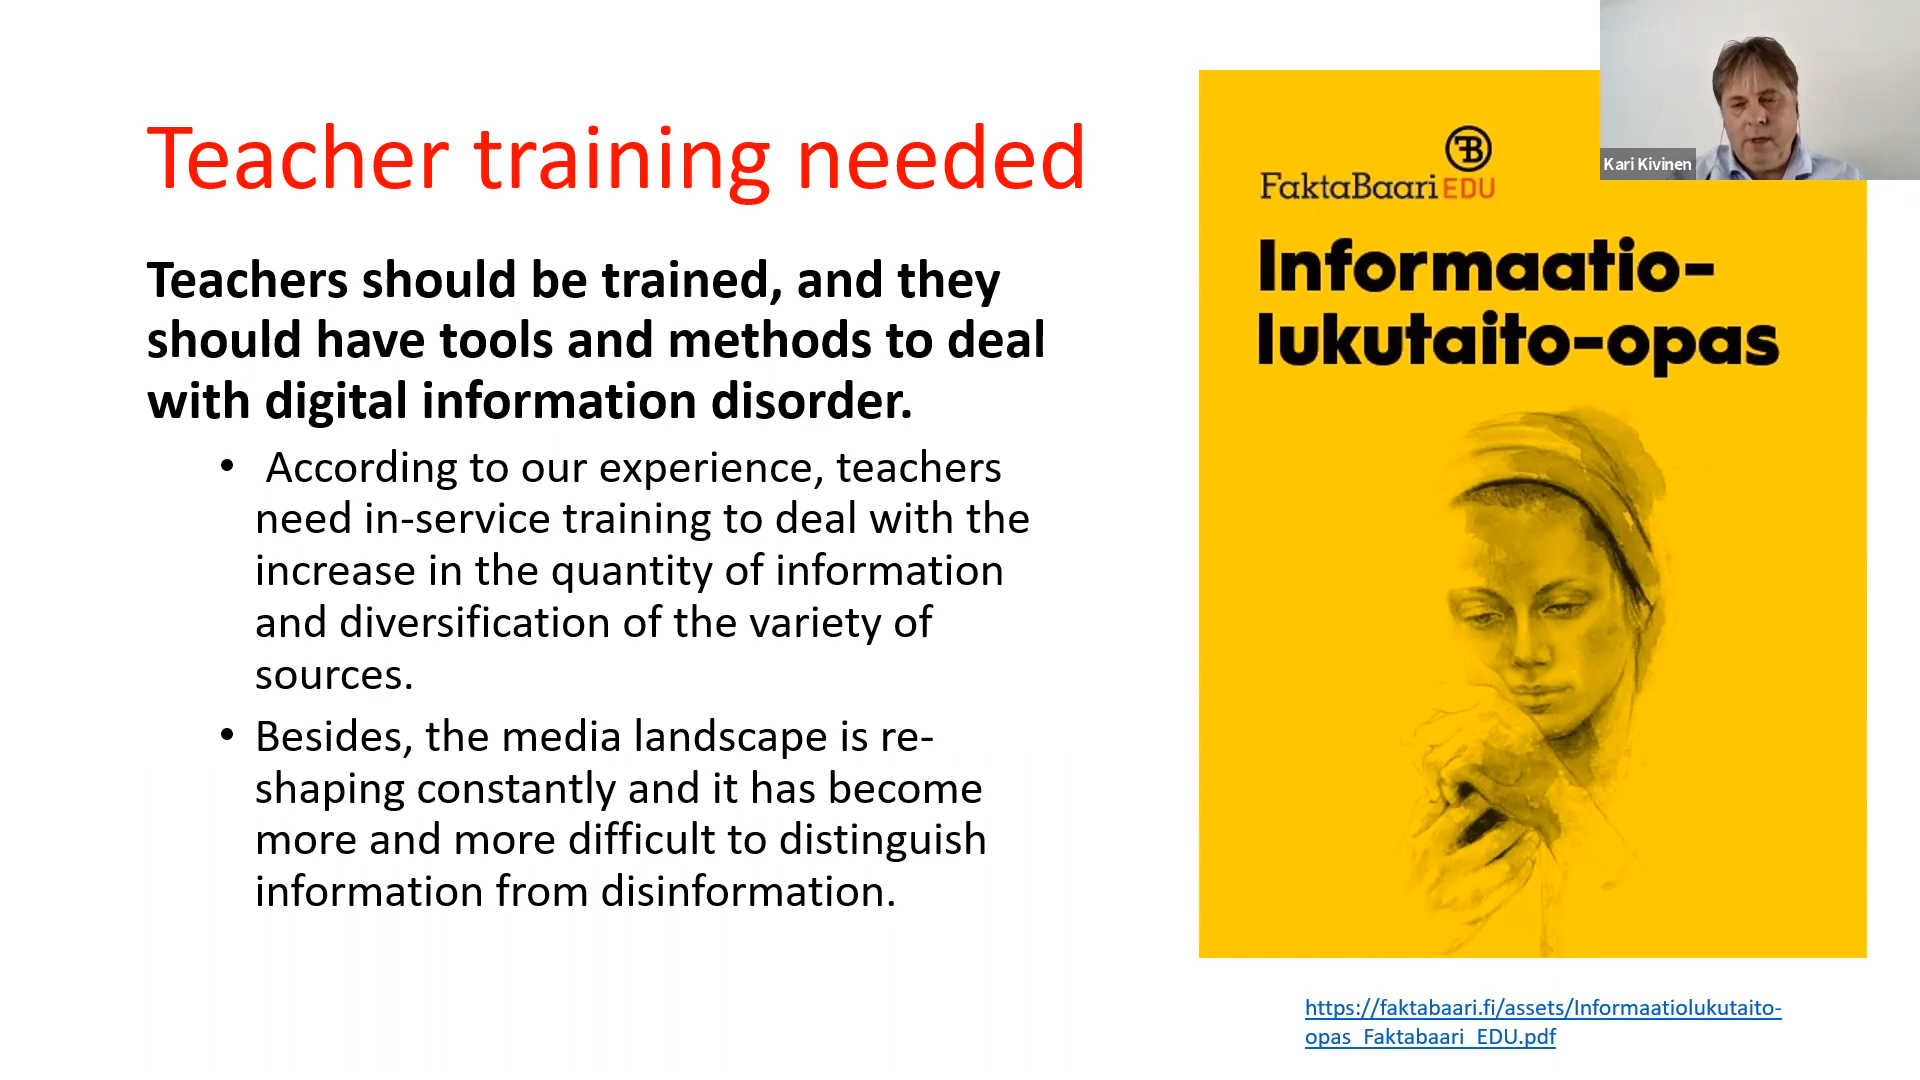 Teacher training needed
Teachers should be trained, and they
should have tools and methods to deal
with digital information disorder.
• According to our experience, teachers
need in-service training to deal with the
increase in the quantity of information
and diversification of the variety of
sources.
• Besides, the media landscape is re-
shaping constantly and it has become
more and more difficult to distinguish
information from disinformation.
FB
FaktaBaari EDU
Informaatio-
lukutaito-opas
https://faktabaari.fi/assets/Informaatiolukutaito-
opas_Faktabaari_EDU.pdf
Kari Kivinen